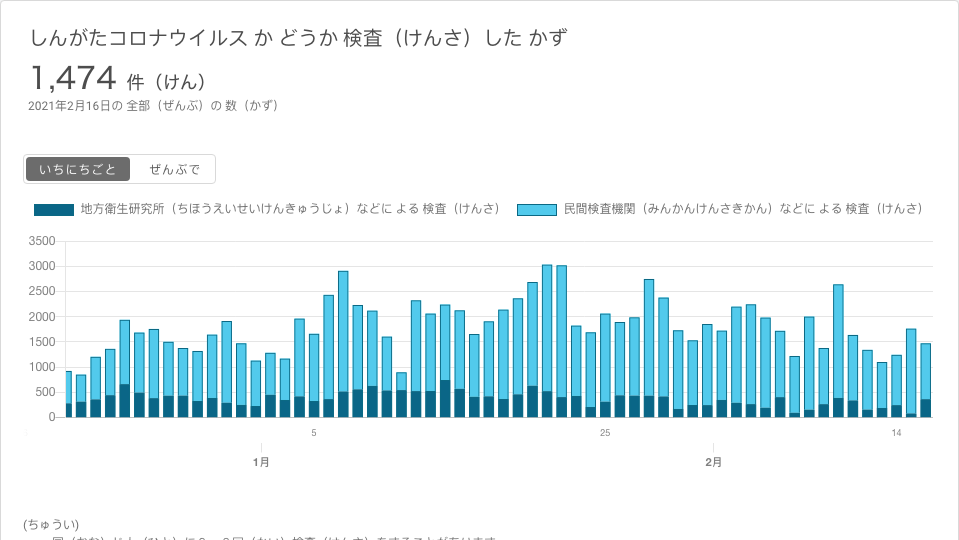 しんがたコロナウイルス か どうか 検査（けんさ）した かず
1,474 件（けん）
2021年2月16日の 全部（ぜんぶ）の 数（かず）
いちにちごと ぜんぶで
地方衛生研究所（ちほうえいせいけんきゅうじょ）などに よる 検査（けんさ） 民間検査機関（みんかんけんさきかん）などに よる 検査（けんさ）
3500
3000
2500
2000
1500
1000
500
0
5 25 14
1月 2月
(ちゅうい)